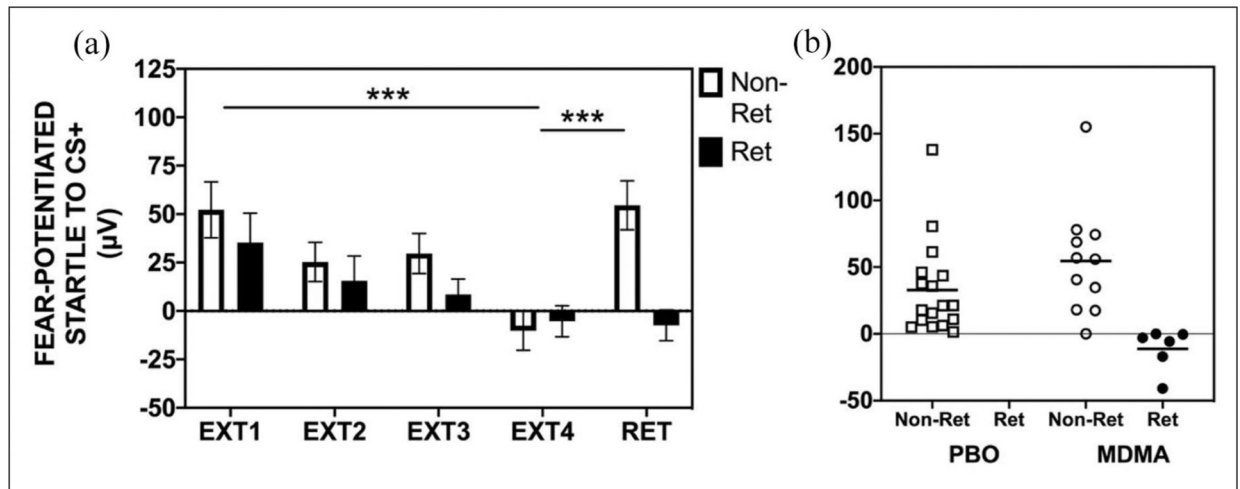 (a)
FEAR-POTENTIATED
STARTLE TO CS+
(µV)
125
100
75
50
25
0
-25
-50
***
***
Non-
Ret
Ret
EXT1 EXT2 EXT3 EXT4 RET
(b)
200
150
100
50
0
-50
Non-Ret Ret Non-Ret Ret
PBO MDMA